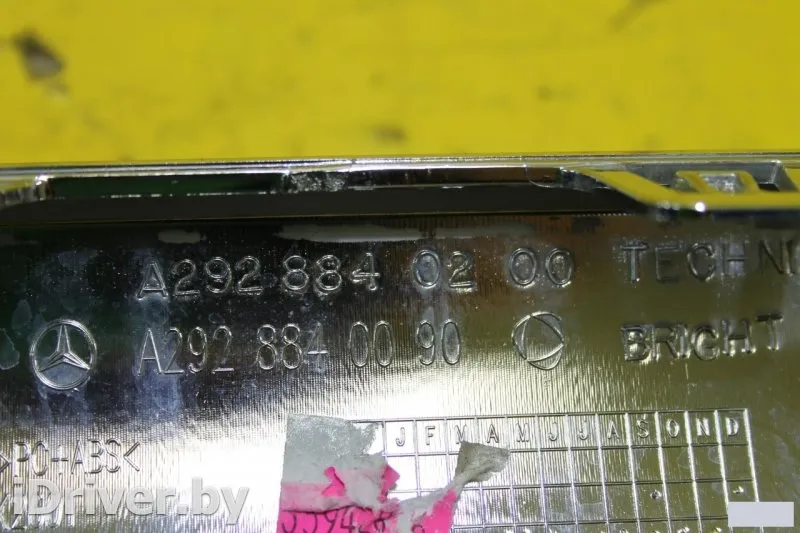 A292 884 02 00 TECHN
A292 884 00 90 BRIGHT
J F M A M J J A S O N D
>PC+ABS<
iDriver.by